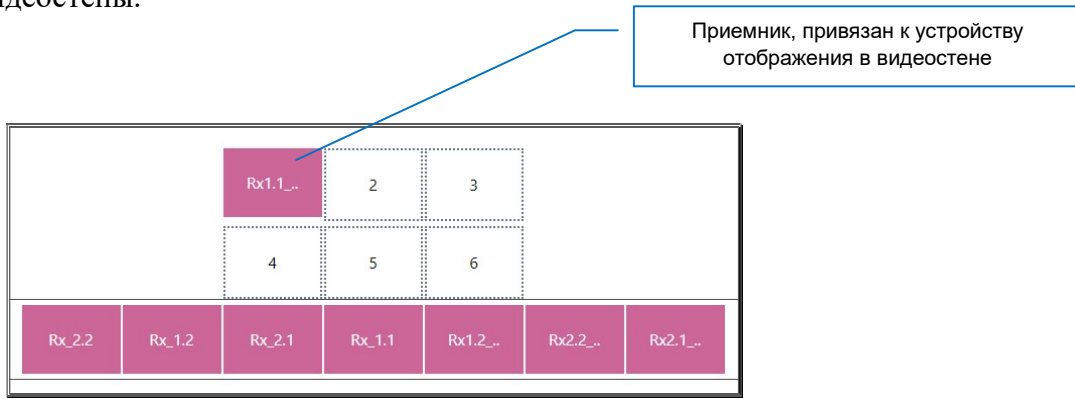 Приемник, привязан к устройству
отображения в видеостене
Rx1.1_.. 2 3
4 5 6
Rx_2.2 Rx_1.2 Rx_2.1 Rx_1.1 Rx1.2_.. Rx2.2_.. Rx2.1_..